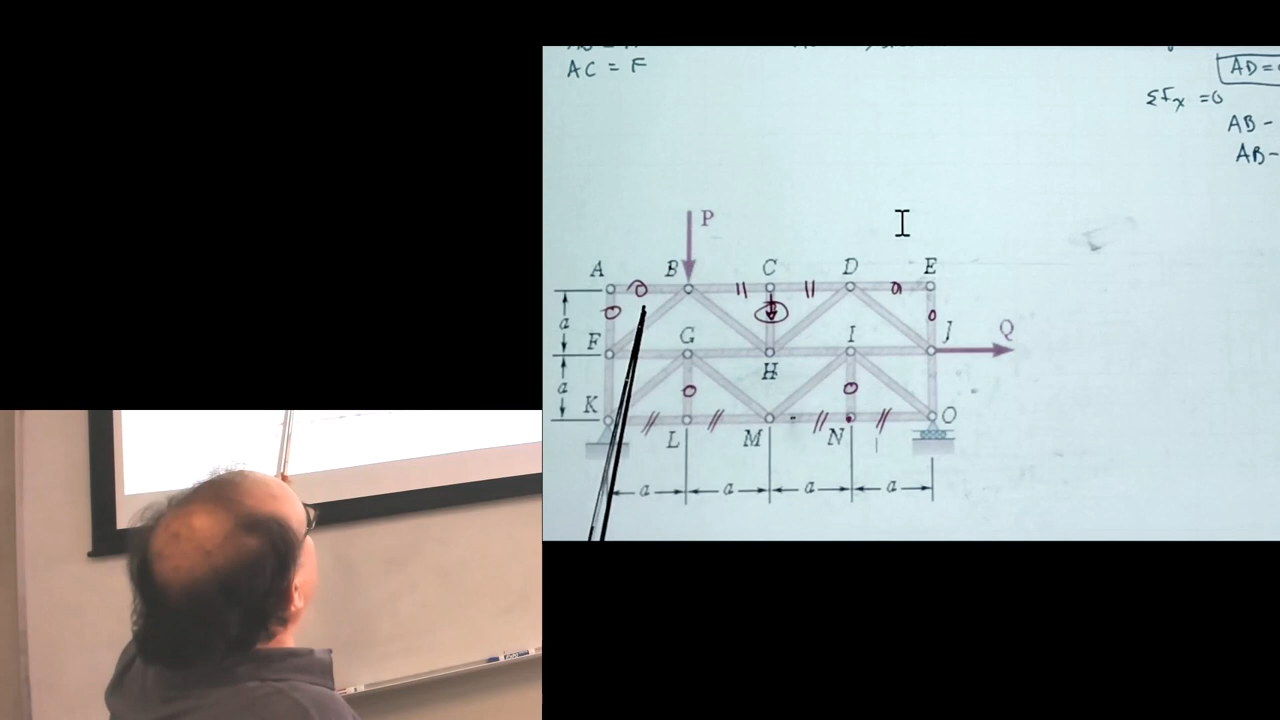 AC = F
AD =
ΣFx = 0
AB -
AB -
P
A B C D E
a
F G H I J Q
a
K L M N O
a a a a